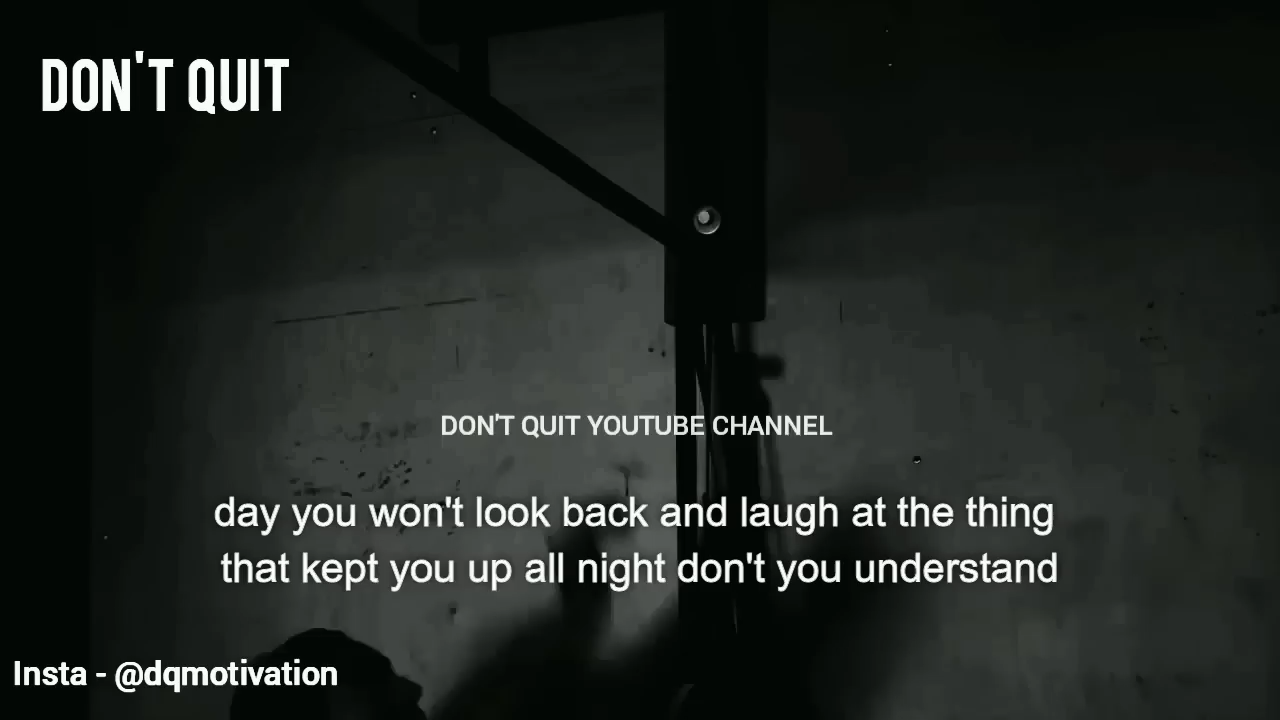 DON'T QUIT
DON'T QUIT YOUTUBE CHANNEL
day you won't look back and laugh at the thing
that kept you up all night don't you understand
Insta - @dqmotivation